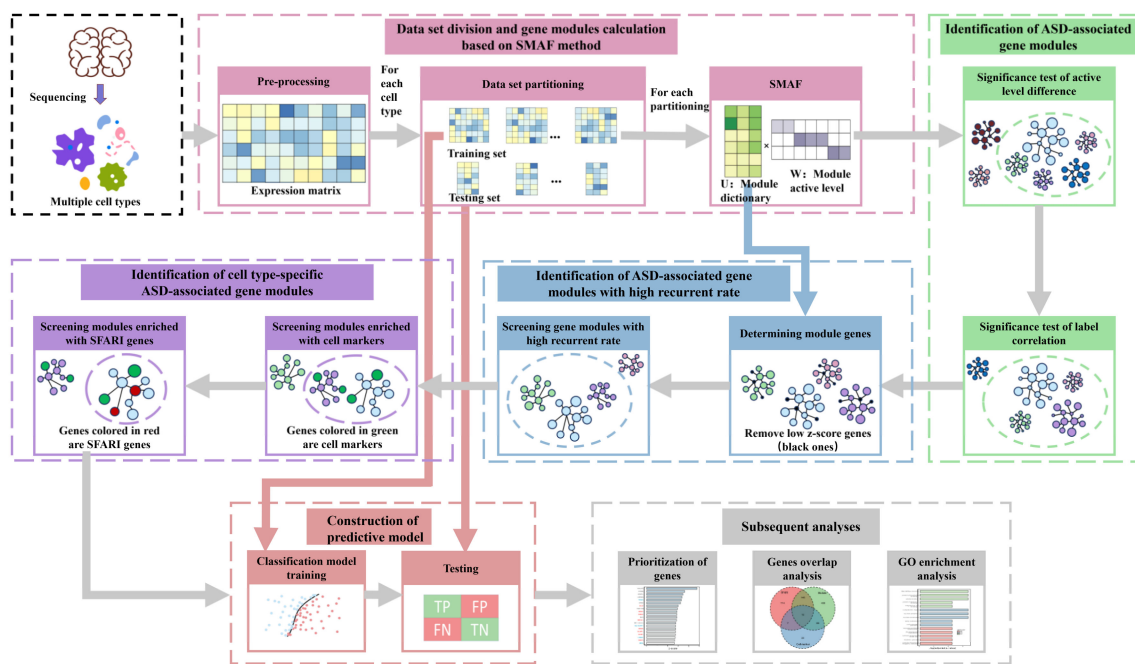 Sequencing
Multiple cell types
Data set division and gene modules calculation
based on SMAF method
Pre-processing
Expression matrix
For
each
cell
type
Data set partitioning
...
Training set
...
Testing set
For each
partitioning
SMAF
×
U: Module
dictionary
W: Module
active level
Identification of ASD-associated
gene modules
Significance test of active
level difference
Significance test of label
correlation
Identification of ASD-associated gene
modules with high recurrent rate
Determining module genes
Remove low z-score genes
(black ones)
Screening gene modules with
high recurrent rate
Identification of cell type-specific
ASD-associated gene modules
Screening modules enriched
with cell markers
Genes colored in green
are cell markers
Screening modules enriched
with SFARI genes
Genes colored in red
are SFARI genes
Construction of
predictive model
Classification model
training
Testing
TP FP
FN TN
Subsequent analyses
Prioritization of
genes
Genes overlap
analysis
GO enrichment
analysis